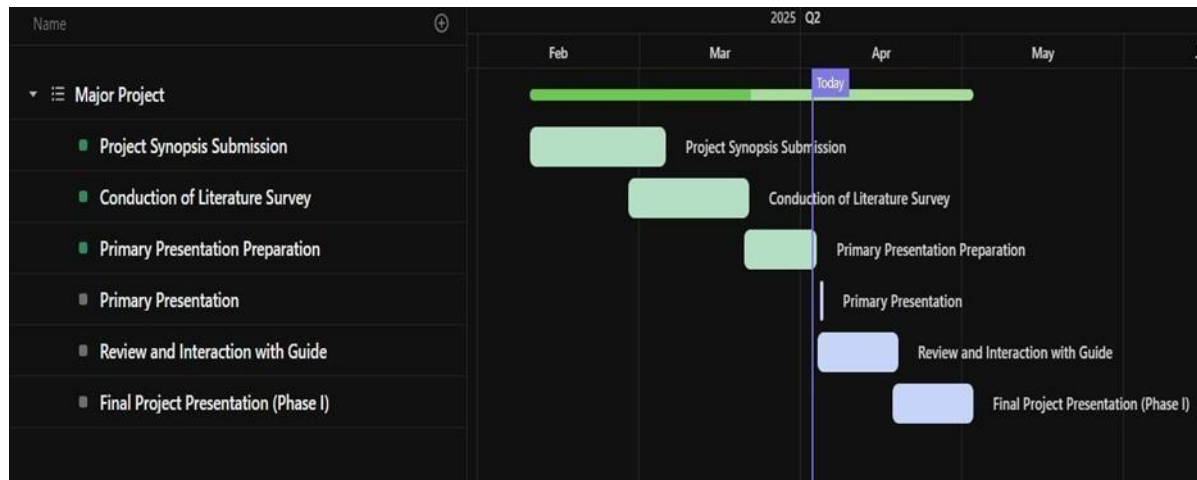 Name
2025 Q2
Feb Mar Apr May
Today
Major Project
Project Synopsis Submission
Project Synopsis Submission
Conduction of Literature Survey
Conduction of Literature Survey
Primary Presentation Preparation
Primary Presentation Preparation
Primary Presentation
Primary Presentation
Review and Interaction with Guide
Review and Interaction with Guide
Final Project Presentation (Phase I)
Final Project Presentation (Phase I)